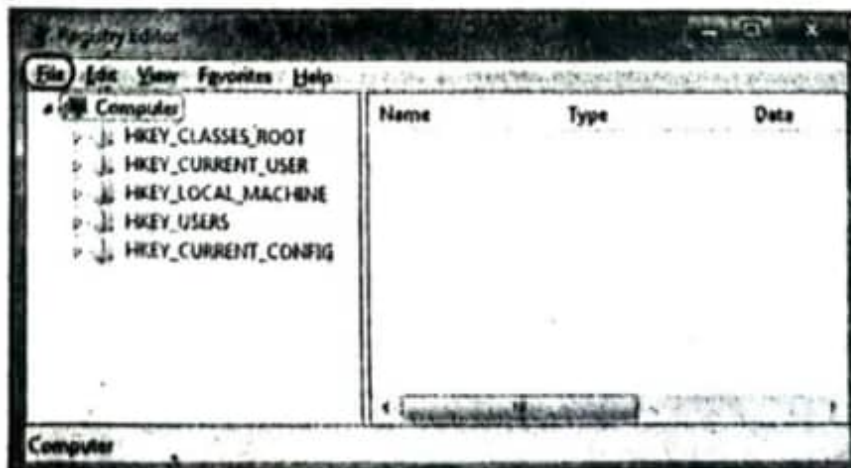 Registry Editor
File Edit View Favorites Help
Computer
HKEY_CLASSES_ROOT
HKEY_CURRENT_USER
HKEY_LOCAL_MACHINE
HKEY_USERS
HKEY_CURRENT_CONFIG
Name Type Data
Computer